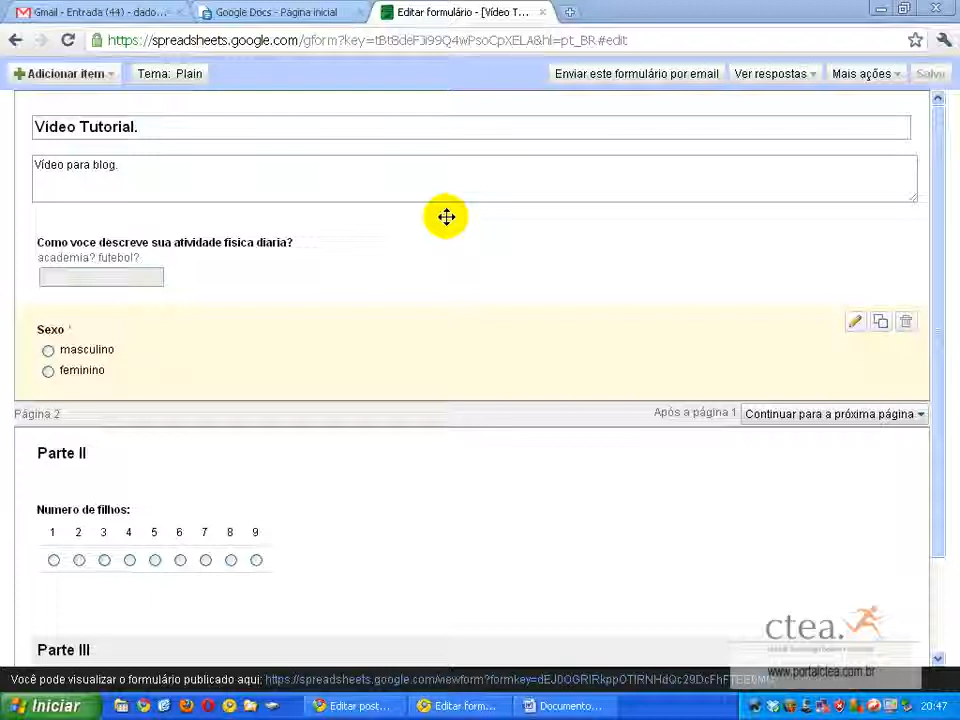 Gmail - Entrada (44) - dado...
Google Docs - Página inicial
Editar formulário - [Vídeo T...
https://spreadsheets.google.com/gform?key=tBtBdeFJi99Q4wPsoCpXELA&hl=pt_BR#edit
Adicionar item
Tema: Plain
Enviar este formulário por email
Ver respostas
Mais ações
Salvo
Vídeo Tutorial.
Vídeo para blog.
Como voce descreve sua atividade fisica diaria?
academia? futebol?
Sexo *
masculino
feminino
Página 2
Após a página 1
Continuar para a próxima página
Parte II
Numero de filhos:
1 2 3 4 5 6 7 8 9
Parte III
ctea.
www.portalctea.com.br
Você pode visualizar o formulário publicado aqui:
Iniciar
Editar post...
Editar form...
Documento...
20:47